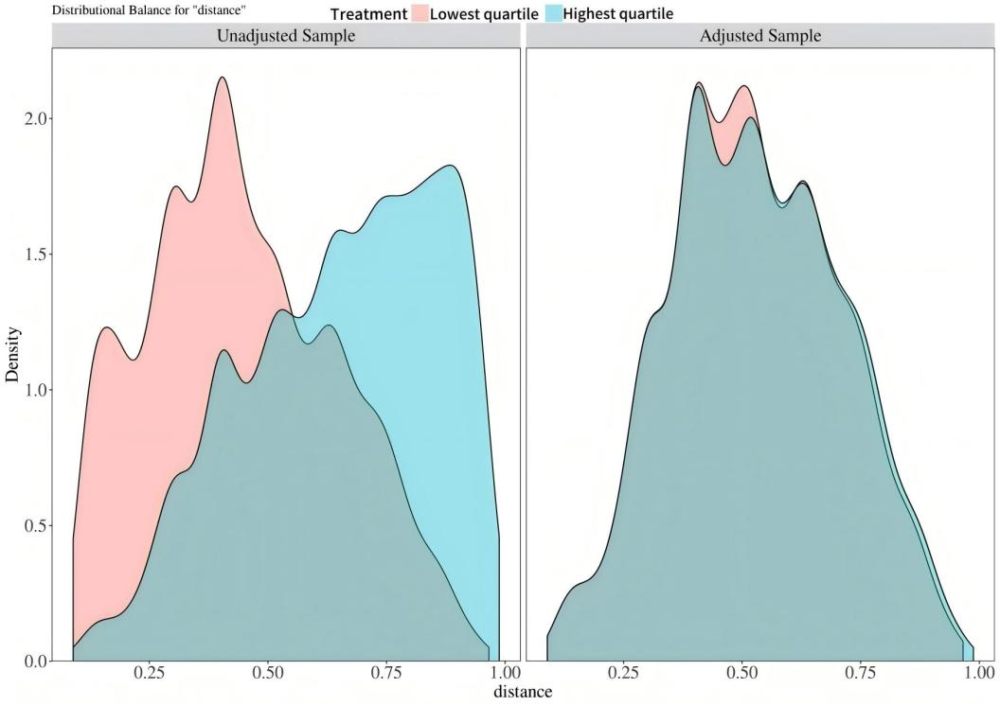 Distributional Balance for "distance"
Treatment Lowest quartile Highest quartile
Unadjusted Sample Adjusted Sample
2.0
1.5
1.0
0.5
0.0
Density
0.25 0.50 0.75 1.00 0.25 0.50 0.75 1.00
distance